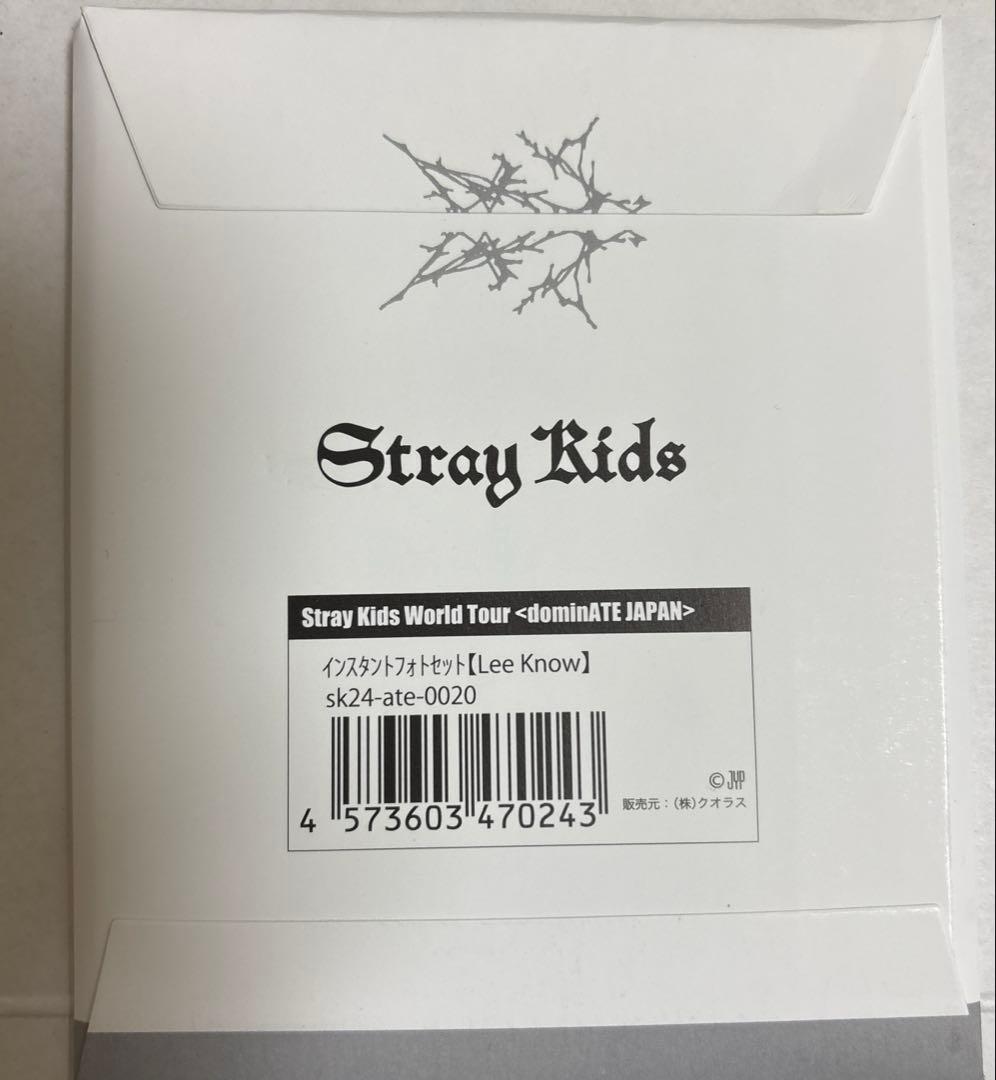 Stray Kids
Stray Kids World Tour <dominATE JAPAN>
ｲﾝｽﾀﾝﾄﾌｫﾄｾｯﾄ【Lee Know】
sk24-ate-0020
4 573603 470243
© JYP
販売元：(株)クオラス